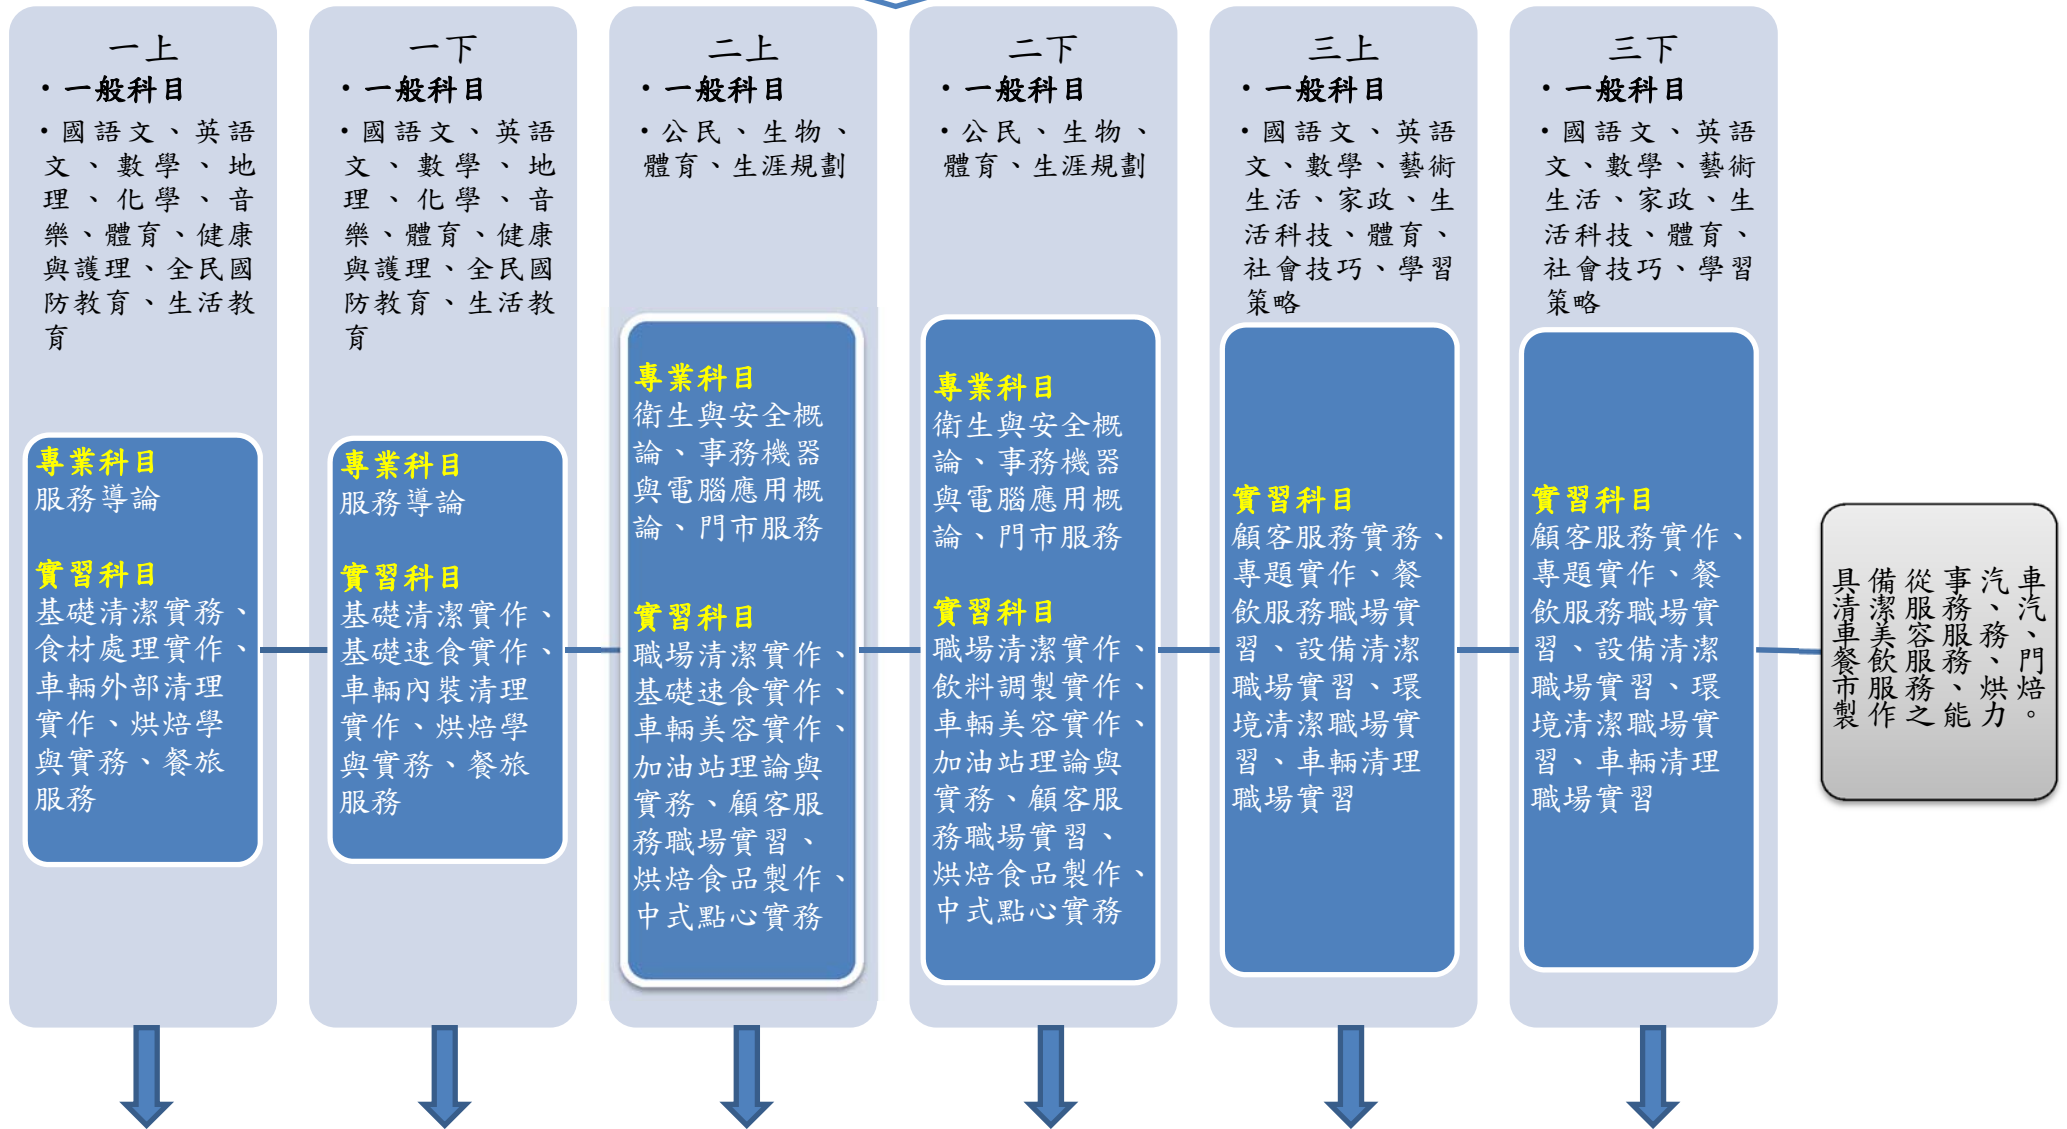 一上
・一般科目
・國語文、英語
文、數學、地
理、化學、音
樂、體育、健康
與護理、全民國
防教育、生活教
育
專業科目
服務導論
實習科目
基礎清潔實務、
食材處理實作、
車輛外部清理
實作、烘焙學
與實務、餐旅
服務
一下
・一般科目
・國語文、英語
文、數學、地
理、化學、音
樂、體育、健康
與護理、全民國
防教育、生活教
育
專業科目
服務導論
實習科目
基礎清潔實作、
基礎速食實作、
車輛內裝清理
實作、烘焙學
與實務、餐旅
服務
二上
・一般科目
・公民、生物、
體育、生涯規劃
專業科目
衛生與安全概
論、事務機器
與電腦應用概
論、門市服務
實習科目
職場清潔實作、
基礎速食實作、
車輛美容實作、
加油站理論與
實務、顧客服
務職場實習、
烘焙食品製作、
中式點心實務
二下
・一般科目
・公民、生物、
體育、生涯規劃
專業科目
衛生與安全概
論、事務機器
與電腦應用概
論、門市服務
實習科目
職場清潔實作、
飲料調製實作、
車輛美容實作、
加油站理論與
實務、顧客服
務職場實習、
烘焙食品製作、
中式點心實務
三上
・一般科目
・國語文、英語
文、數學、藝術
生活、家政、生
活科技、體育、
社會技巧、學習
策略
實習科目
顧客服務實務、
專題實作、餐
飲服務職場實
習、設備清潔
職場實習、環
境清潔職場實
習、車輛清理
職場實習
三下
・一般科目
・國語文、英語
文、數學、藝術
生活、家政、生
活科技、體育、
社會技巧、學習
策略
實習科目
顧客服務實作、
專題實作、餐
飲服務職場實
習、設備清潔
職場實習、環
境清潔職場實
習、車輛清理
職場實習
具備從事汽車
清潔服務、汽
車美容服務、
餐飲服務、門
市服務、烘焙
製作之能力。